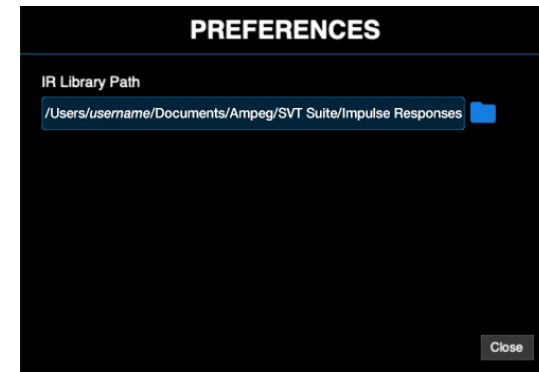 PREFERENCES
IR Library Path
/Users/username/Documents/Ampeg/SVT Suite/Impulse Responses
Close